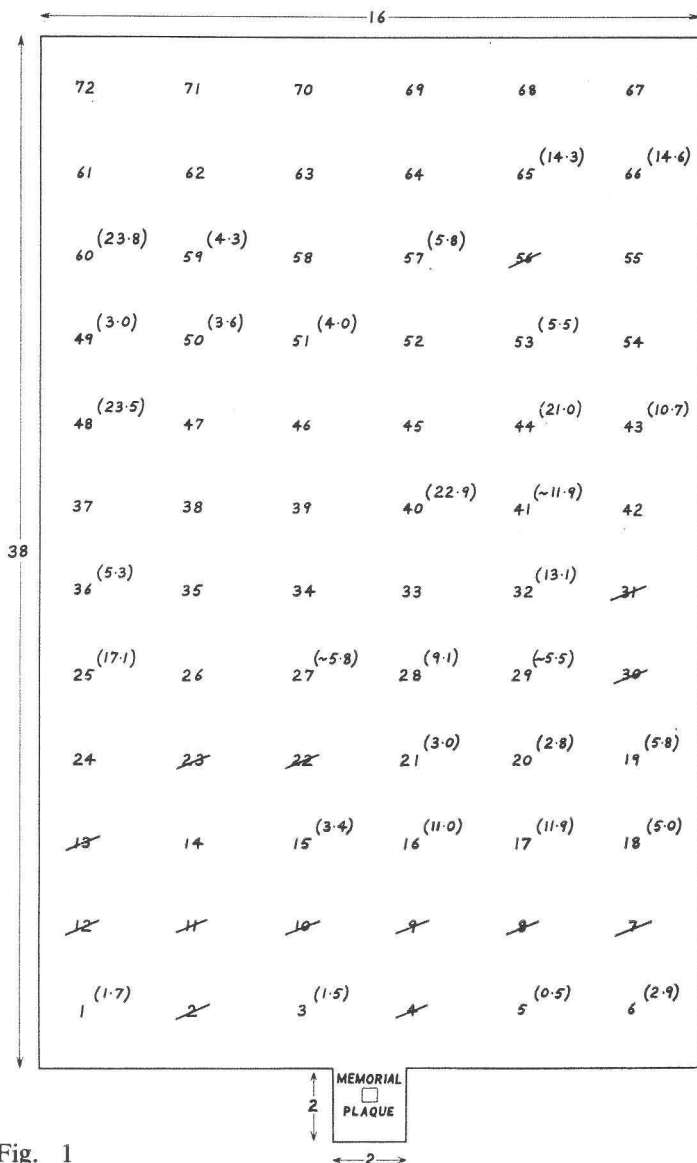 16
72 71 70 69 68 67
61 62 63 64 65 (14·3) 66 (14·6)
60 (23·8) 59 (4·3) 58 57 (5·8) 56 55
49 (3·0) 50 (3·6) 51 (4·0) 52 53 (5·5) 54
48 (23·5) 47 46 45 44 (21·0) 43 (10·7)
37 38 39 40 (22·9) 41 (~11·9) 42
38
36 (5·3) 35 34 33 32 (13·1) 31
25 (17·1) 26 27 (~5·8) 28 (9·1) 29 (~5·5) 30
24 23 22 21 (3·0) 20 (2·8) 19 (5·8)
13 14 15 (3·4) 16 (11·0) 17 (11·9) 18 (5·0)
12 11 10 9 8 7
1 (1·7) 2 3 (1·5) 4 5 (0·5) 6 (2·9)
MEMORIAL
PLAQUE
2
2
Fig. 1